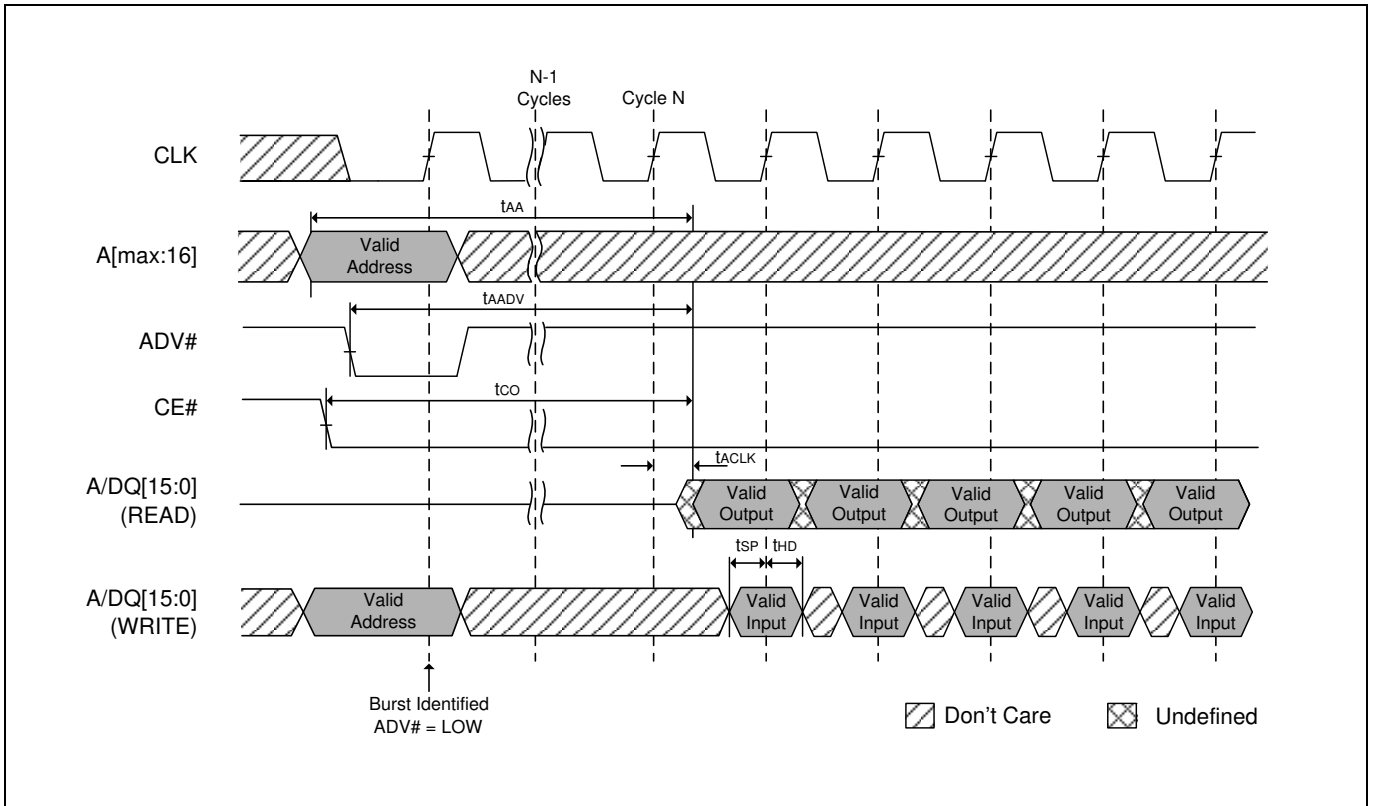 N-1
Cycles
Cycle N
CLK
tAA
A[max:16]
Valid
Address
tAADV
ADV#
tCO
CE#
tACLK
A/DQ[15:0]
(READ)
Valid
Output
Valid
Output
Valid
Output
Valid
Output
Valid
Output
tSP
tHD
A/DQ[15:0]
(WRITE)
Valid
Address
Valid
Input
Valid
Input
Valid
Input
Valid
Input
Valid
Input
Burst Identified
ADV# = LOW
Don't Care
Undefined